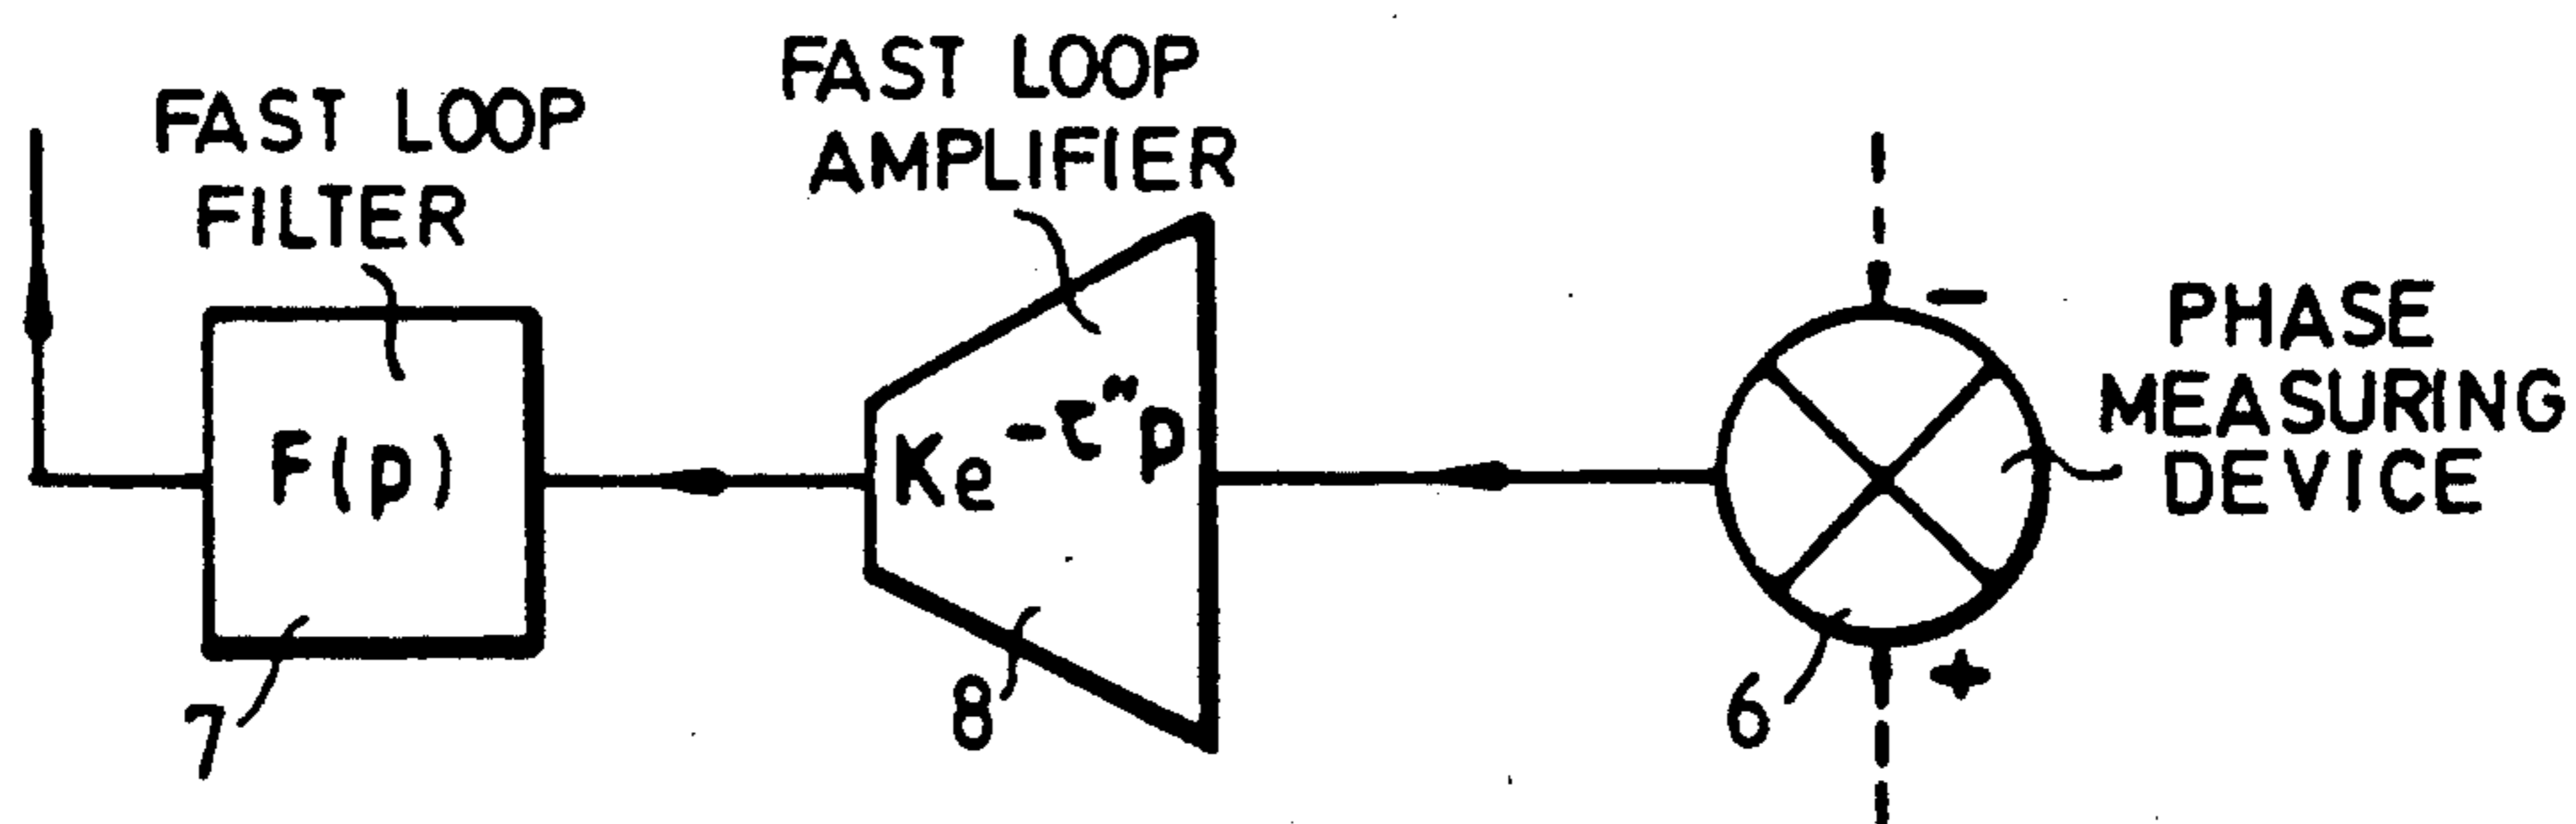 FAST LOOP
FILTER
F(p)
7
FAST LOOP
AMPLIFIER
Ke^-τ"p
8
-
PHASE
MEASURING
DEVICE
6
+